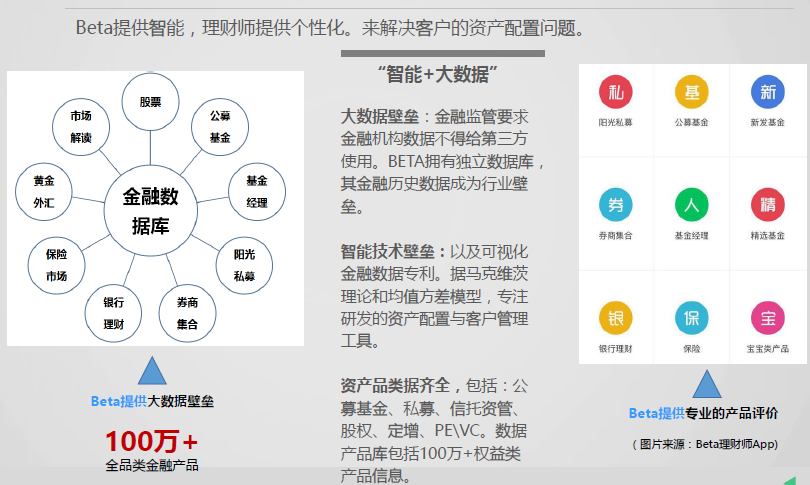 Beta提供智能，理财师提供个性化。来解决客户的资产配置问题。
股票
公募
基金
基金
经理
阳光
私募
券商
集合
银行
理财
保险
市场
黄金
外汇
市场
解读
金融数
据库
Beta提供大数据壁垒
100万+
全品类金融产品
“智能+大数据”
大数据壁垒：金融监管要求
金融机构数据不得给第三方
使用。BETA拥有独立数据库，
其金融历史数据成为行业壁
垒。
智能技术壁垒：以及可视化
金融数据专利。据马克维茨
理论和均值方差模型，专注
研发的资产配置与客户管理
工具。
资产品类据齐全，包括：公
募基金、私募、信托资管、
股权、定增、PE\VC。数据
产品库包括100万+权益类
产品信息。
私
基
新
阳光私募
公募基金
新发基金
券
人
精
券商集合
基金经理
精选基金
银
保
宝
银行理财
保险
宝宝类产品
Beta提供专业的产品评价
（图片来源：Beta理财师App)